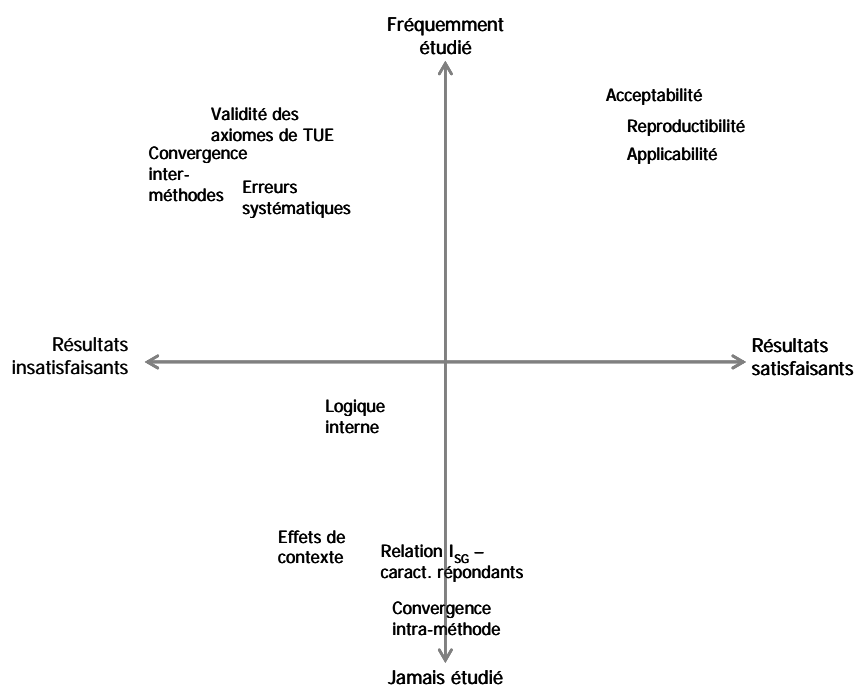 Fréquemment
étudié
Acceptabilité
Reproductibilité
Applicabilité
Validité des
axiomes de TUE
Convergence
inter-
méthodes
Erreurs
systématiques
Résultats
insatisfaisants
Résultats
satisfaisants
Logique
interne
Effets de
contexte
Relation I_SG –
caract. répondants
Convergence
intra-méthode
Jamais étudié